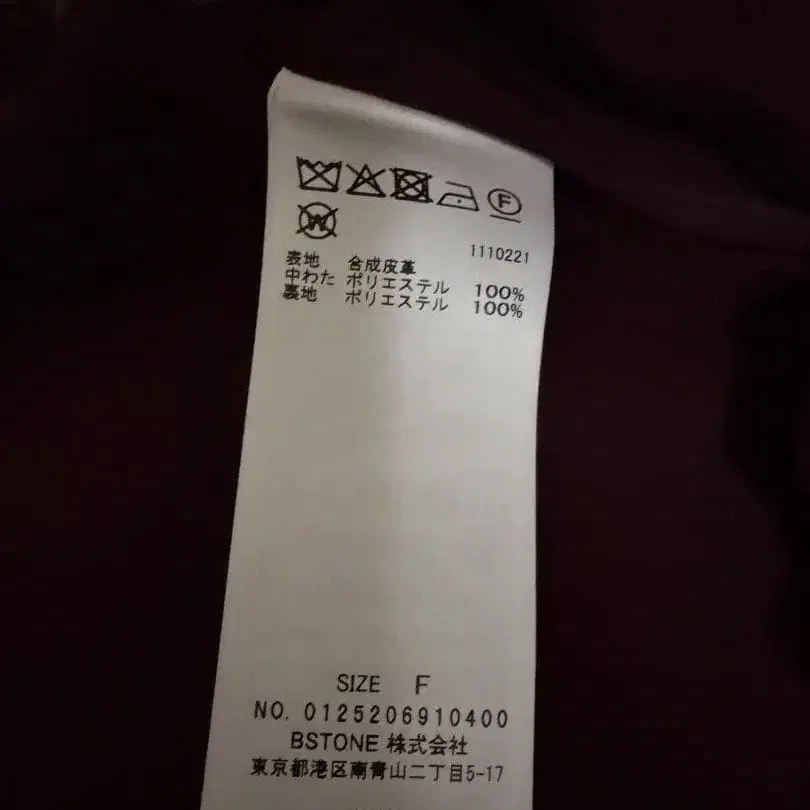 F
W
1110221
表地 合成皮革
中わた ポリエステル 100%
裏地 ポリエステル 100%
SIZE F
NO. 0125206910400
BSTONE 株式会社
東京都港区南青山二丁目5-17